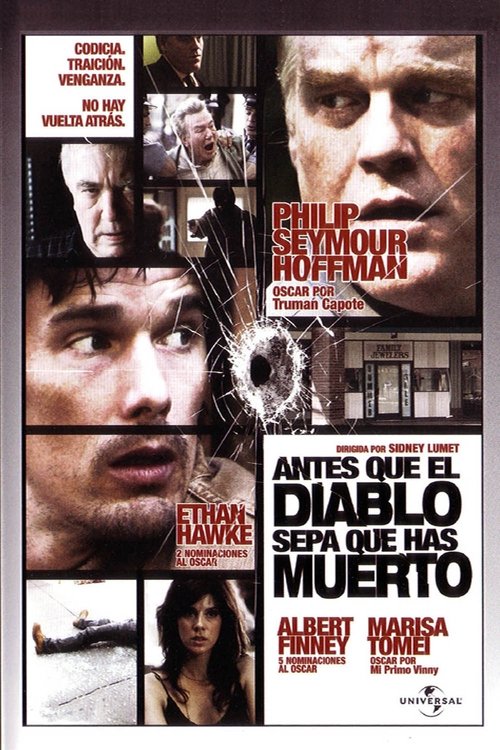 CODICIA.
TRAICIÓN.
VENGANZA.
NO HAY
VUELTA ATRÁS.
PHILIP
SEYMOUR
HOFFMAN
OSCAR POR
Truman Capote
FAMILY
JEWELERS
SUMMER
SALE
ETHAN
HAWKE
2 NOMINACIONES
AL OSCAR
DIRIGIDA POR SIDNEY LUMET
ANTES QUE EL
DIABLO
SEPA QUE HAS
MUERTO
ALBERT
FINNEY
5 NOMINACIONES
AL OSCAR
MARISA
TOMEI
OSCAR POR
Mi Primo Vinny
UNIVERSAL